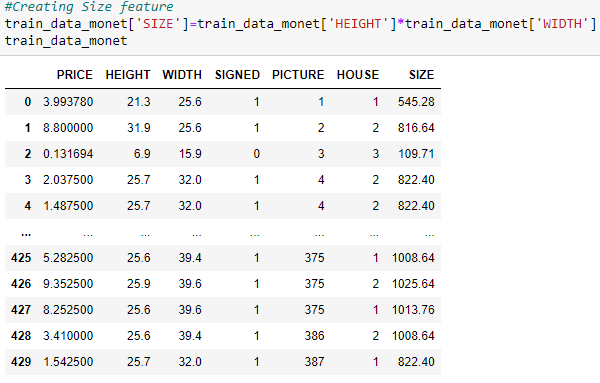 #Creating Size feature
train_data_monet['SIZE']=train_data_monet['HEIGHT']*train_data_monet['WIDTH']
train_data_monet
PRICE HEIGHT WIDTH SIGNED PICTURE HOUSE SIZE
0 3.993780 21.3 25.6 1 1 1 545.28
1 8.800000 31.9 25.6 1 2 2 816.64
2 0.131694 6.9 15.9 0 3 3 109.71
3 2.037500 25.7 32.0 1 4 2 822.40
4 1.487500 25.7 32.0 1 4 2 822.40
... ... ... ... ... ... ... ...
425 5.282500 25.6 39.4 1 375 1 1008.64
426 9.352500 25.9 39.6 1 375 2 1025.64
427 8.252500 25.6 39.6 1 375 1 1013.76
428 3.410000 25.6 39.4 1 386 2 1008.64
429 1.542500 25.7 32.0 1 387 1 822.40